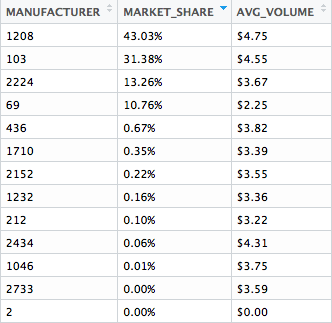 MANUFACTURER MARKET_SHARE AVG_VOLUME
1208 43.03% $4.75
103 31.38% $4.55
2224 13.26% $3.67
69 10.76% $2.25
436 0.67% $3.82
1710 0.35% $3.39
2152 0.22% $3.55
1232 0.16% $3.36
212 0.10% $3.22
2434 0.06% $4.31
1046 0.01% $3.75
2733 0.00% $3.59
2 0.00% $0.00